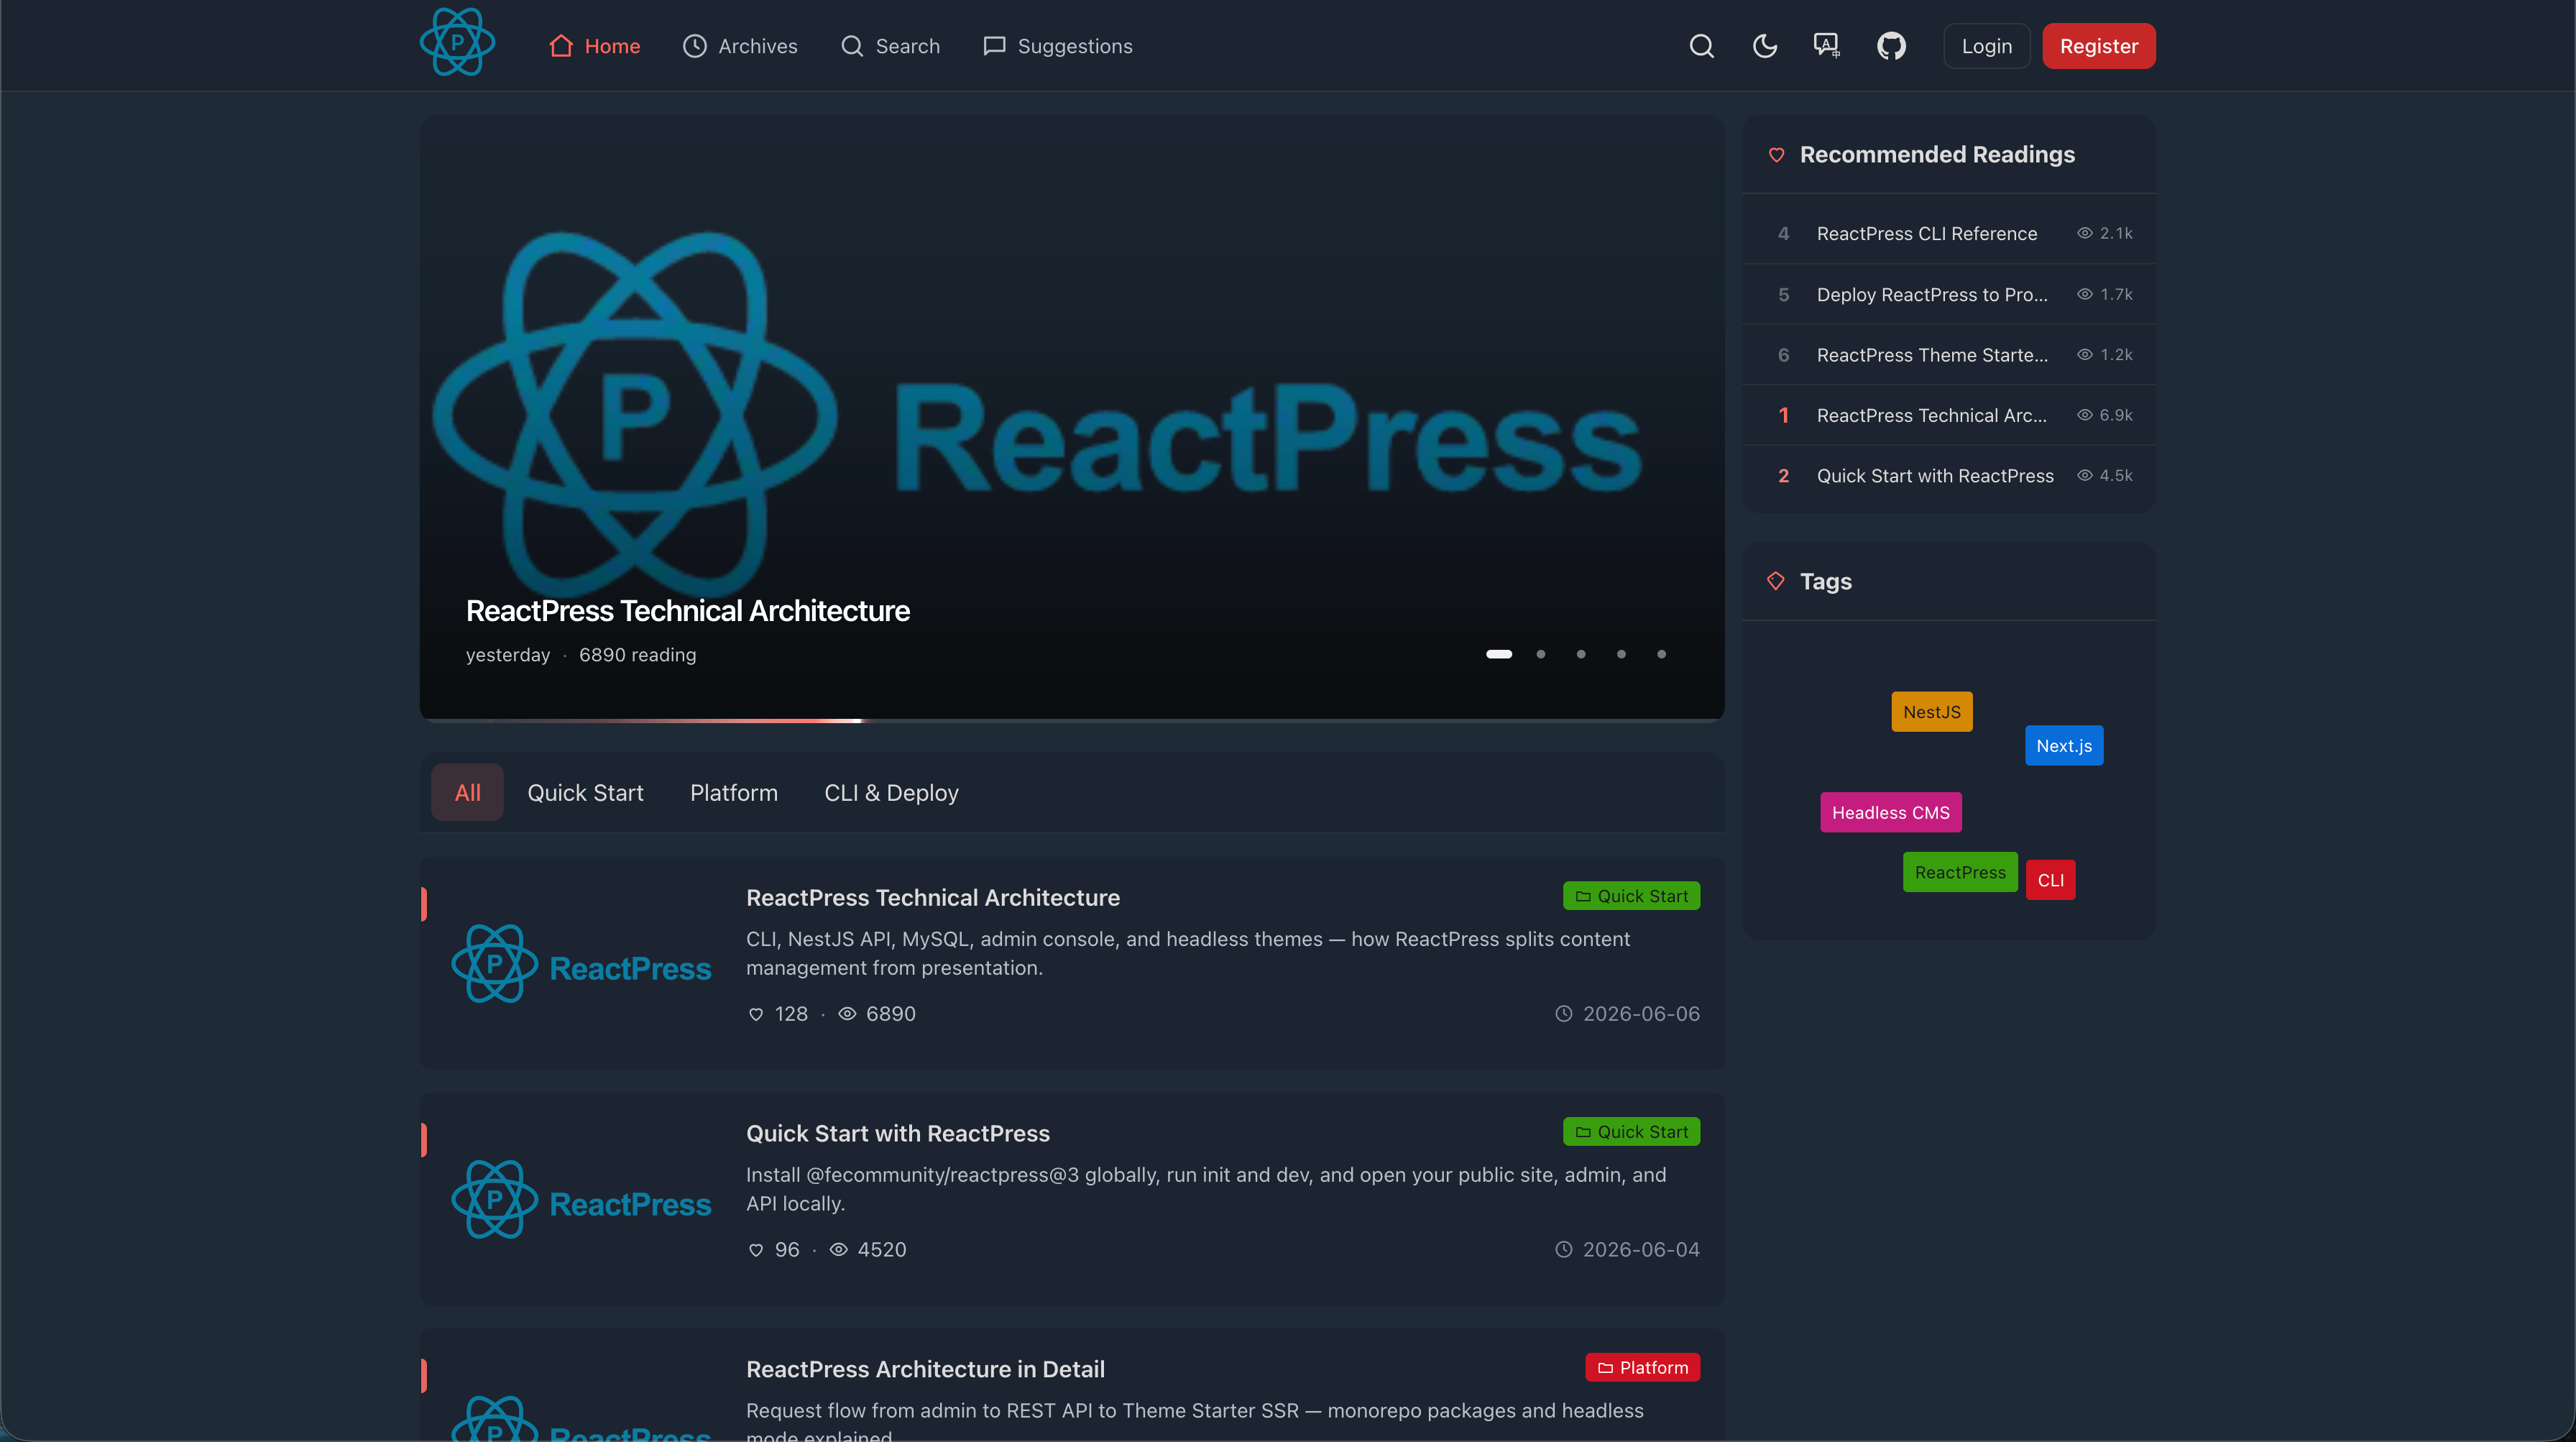 P
Home
Archives
Search
Suggestions
A
中
Login
Register
P
ReactPress
ReactPress Technical Architecture
yesterday · 6890 reading
All
Quick Start
Platform
CLI & Deploy
P
ReactPress
ReactPress Technical Architecture
Quick Start
CLI, NestJS API, MySQL, admin console, and headless themes — how ReactPress splits content
management from presentation.
128 · 6890
2026-06-06
P
ReactPress
Quick Start with ReactPress
Quick Start
Install @fecommunity/reactpress@3 globally, run init and dev, and open your public site, admin, and
API locally.
96 · 4520
2026-06-04
P
ReactPress
ReactPress Architecture in Detail
Platform
Request flow from admin to REST API to Theme Starter SSR — monorepo packages and headless
mode explained
Recommended Readings
4 ReactPress CLI Reference 2.1k
5 Deploy ReactPress to Pro... 1.7k
6 ReactPress Theme Starte... 1.2k
1 ReactPress Technical Arc... 6.9k
2 Quick Start with ReactPress 4.5k
Tags
NestJS
Next.js
Headless CMS
ReactPress
CLI